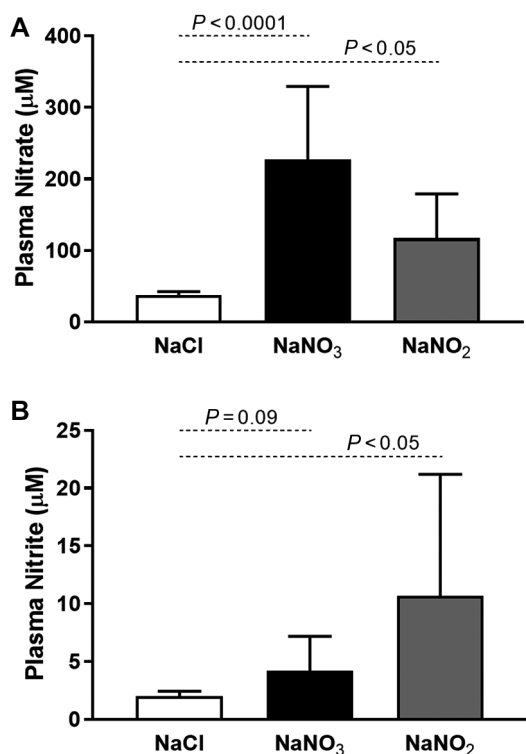 A
P < 0.0001
P < 0.05
Plasma Nitrate (μM)
400
300
200
100
0
NaCl NaNO₃ NaNO₂
B
P = 0.09
P < 0.05
Plasma Nitrite (μM)
25
20
15
10
5
0
NaCl NaNO₃ NaNO₂